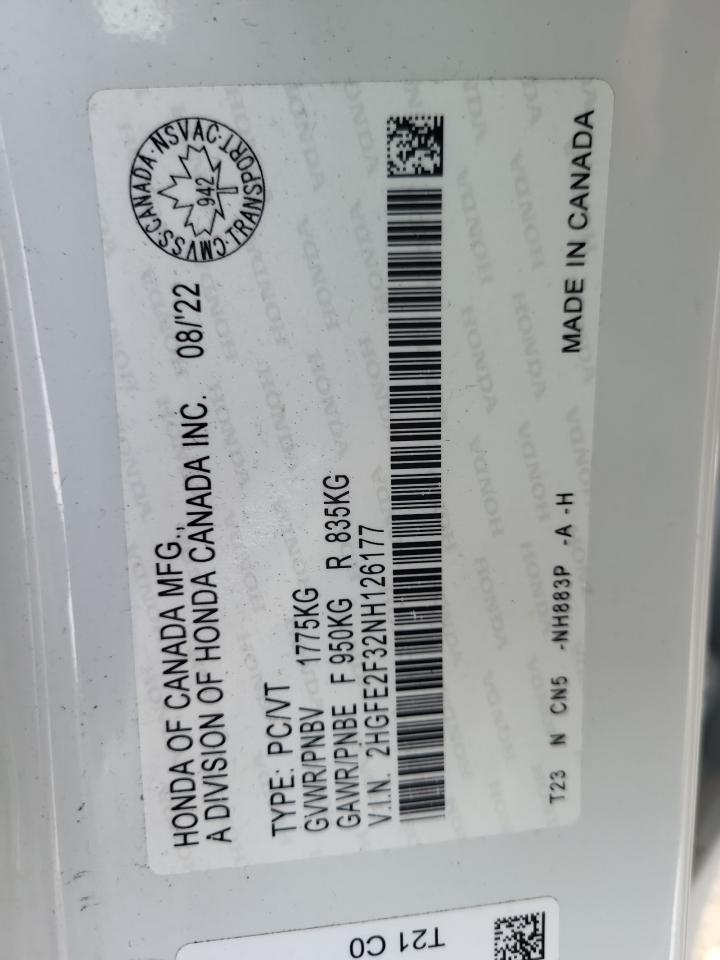 HONDA OF CANADA MFG.,
A DIVISION OF HONDA CANADA INC. 08/'22
CMVSS·CANADA·NSVAC·TRANSPORT·
942
TYPE: PC/VT
GVWR/PNBV 1775KG
GAWR/PNBE F 950KG R 835KG
V.I.N. 2HGFE2F32NH126177
T23 N CN5 -NH883P -A -H MADE IN CANADA
T21 C0